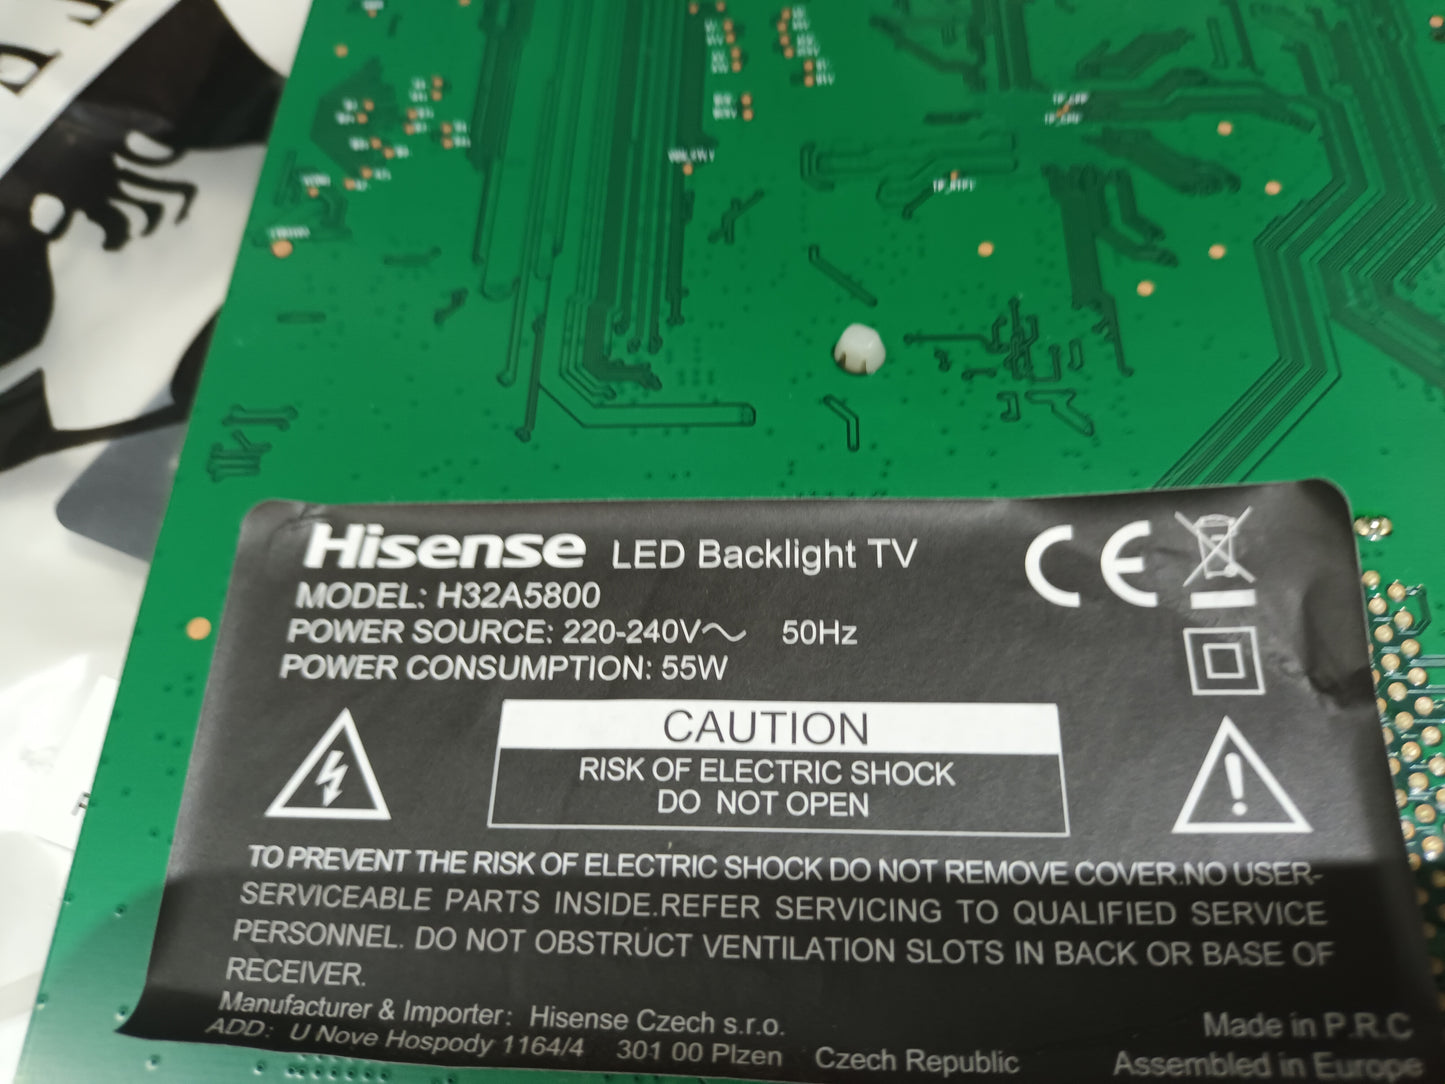 Hisense LED Backlight TV
MODEL: H32A5800
POWER SOURCE: 220-240V~ 50Hz
POWER CONSUMPTION: 55W
CE
CAUTION
RISK OF ELECTRIC SHOCK
DO NOT OPEN
TO PREVENT THE RISK OF ELECTRIC SHOCK DO NOT REMOVE COVER.NO USER-
SERVICEABLE PARTS INSIDE.REFER SERVICING TO QUALIFIED SERVICE
PERSONNEL. DO NOT OBSTRUCT VENTILATION SLOTS IN BACK OR BASE OF
RECEIVER.
Manufacturer & Importer: Hisense Czech s.r.o.
ADD: U Nove Hospody 1164/4 301 00 Plzen Czech Republic
Made in P.R.C
Assembled in Europe